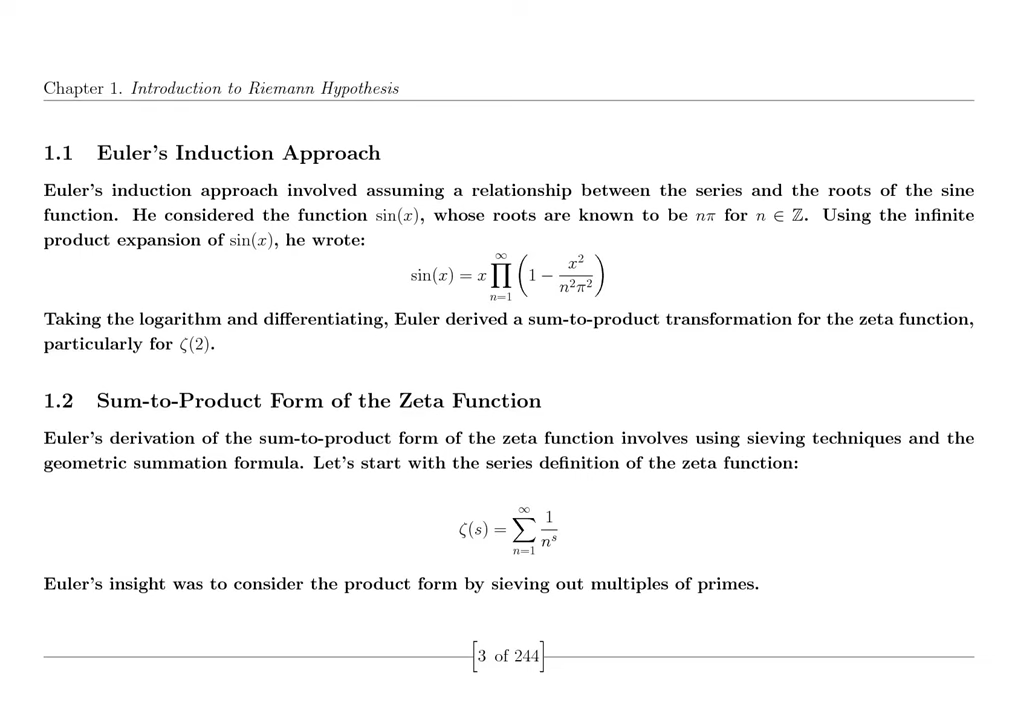 Chapter 1. Introduction to Riemann Hypothesis
1.1 Euler's Induction Approach
Euler's induction approach involved assuming a relationship between the series and the roots of the sine
function. He considered the function sin(x), whose roots are known to be nπ for n ∈ ℤ. Using the infinite
product expansion of sin(x), he wrote:
sin(x) = x ∏_{n=1}^{∞} (1 − x²/(n²π²))
Taking the logarithm and differentiating, Euler derived a sum-to-product transformation for the zeta function,
particularly for ζ(2).
1.2 Sum-to-Product Form of the Zeta Function
Euler's derivation of the sum-to-product form of the zeta function involves using sieving techniques and the
geometric summation formula. Let's start with the series definition of the zeta function:
ζ(s) = ∑_{n=1}^{∞} 1/n^s
Euler's insight was to consider the product form by sieving out multiples of primes.
[3 of 244]